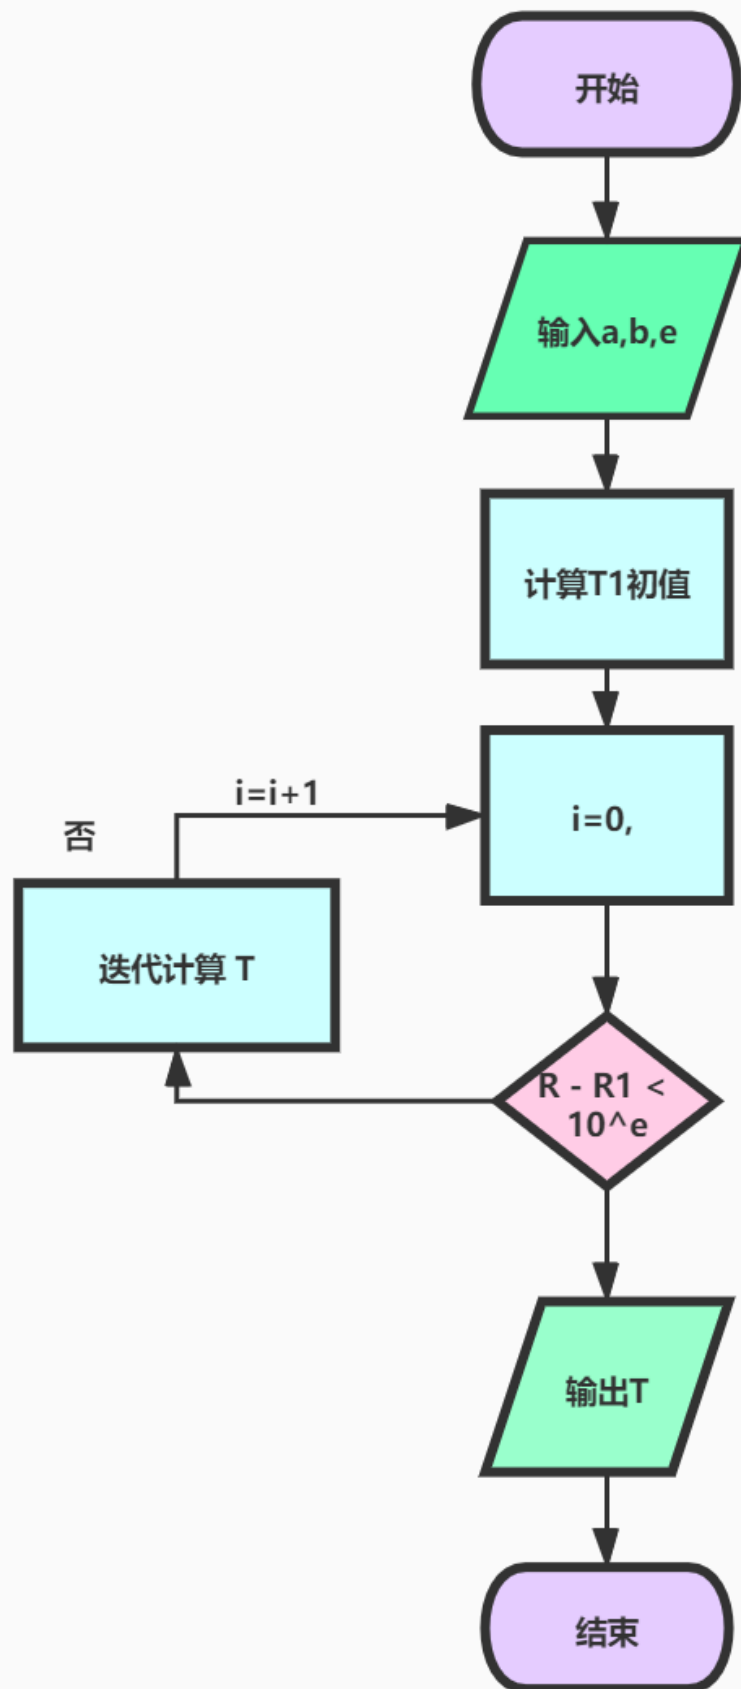 开始
输入a,b,e
计算T1初值
i=i+1
i=0,
否
迭代计算 T
R - R1 <
10^e
输出T
结束